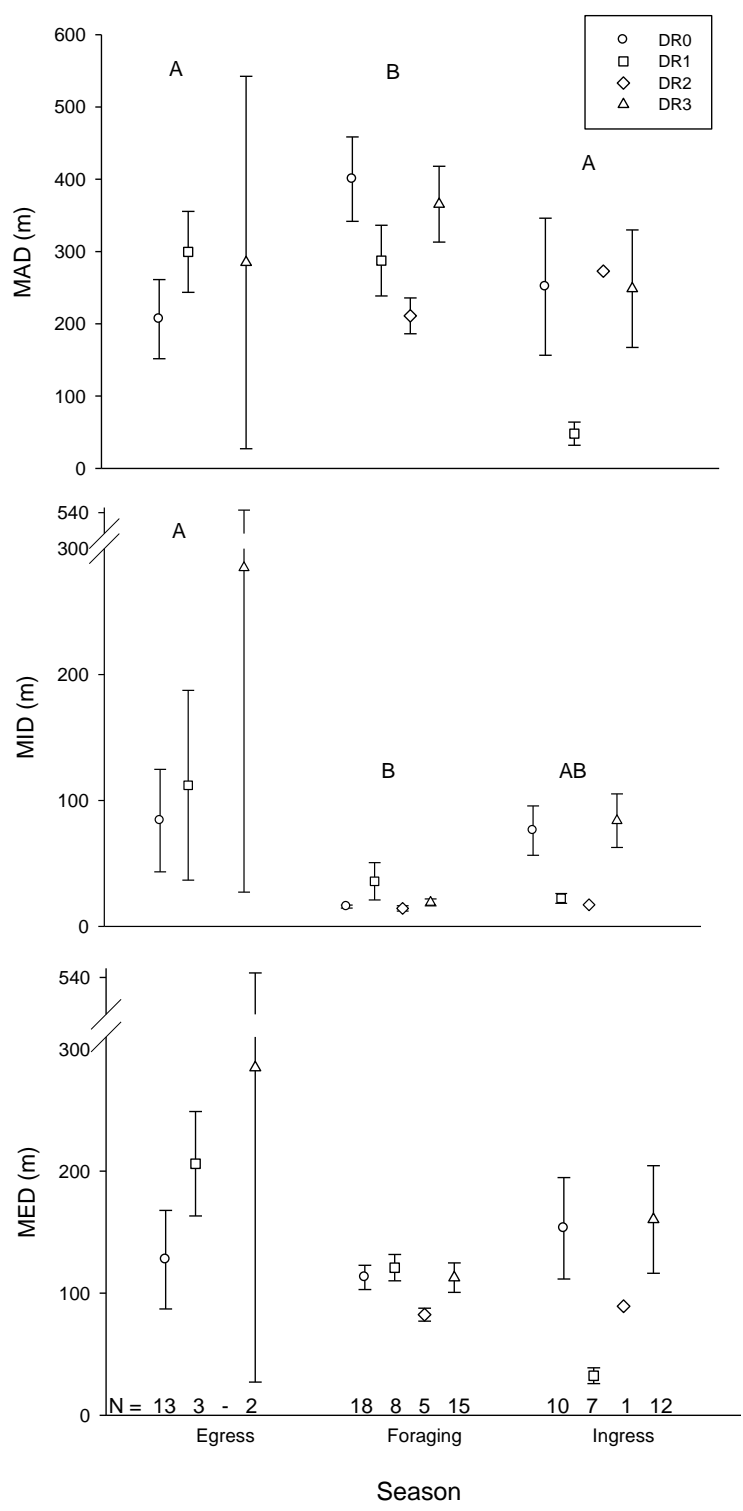 600
500
400
300
200
100
0
MAD (m)
A
B
A
DR0
DR1
DR2
DR3
540
300
200
100
0
MID (m)
A
B
AB
540
300
200
100
0
MED (m)
N = 13 3 - 2 18 8 5 15 10 7 1 12
Egress Foraging Ingress
Season